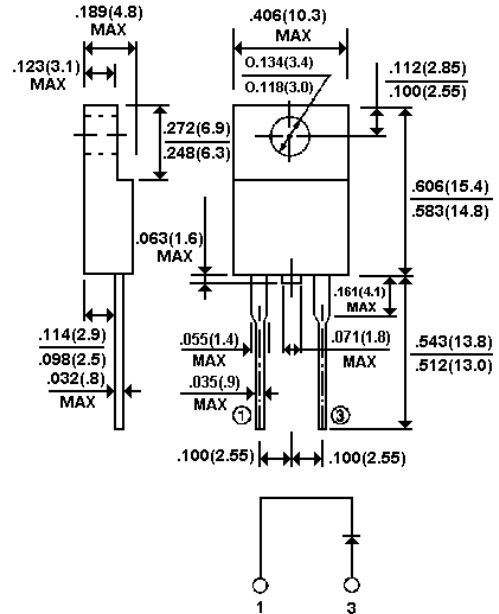 .189(4.8)
MAX
.406(10.3)
MAX
.123(3.1)
MAX
O.134(3.4)
O.118(3.0)
.112(2.85)
.100(2.55)
.272(6.9)
.248(6.3)
.606(15.4)
.583(14.8)
.063(1.6)
MAX
.161(4.1)
MAX
.114(2.9)
.098(2.5)
.055(1.4)
MAX
.071(1.8)
MAX
.543(13.8)
.512(13.0)
.032(.8)
MAX
.035(.9)
MAX
1
3
.100(2.55)
.100(2.55)
1
3